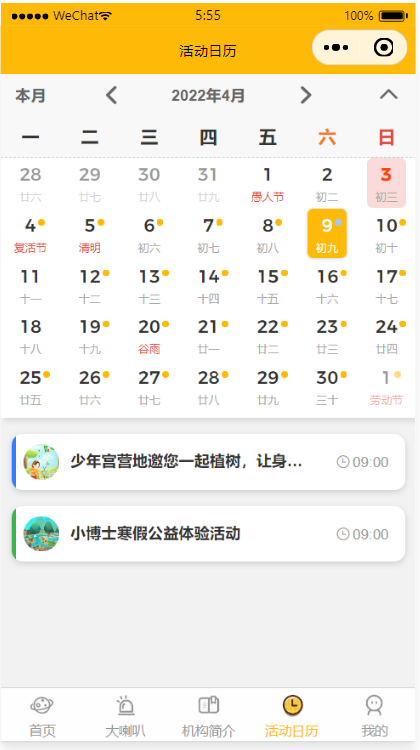 WeChat 5:55 100%
活动日历
本月 2022年4月
一 二 三 四 五 六 日
28 29 30 31 1 2 3
廿六 廿七 廿八 廿九 愚人节 初二 初三
4 5 6 7 8 9 10
复活节 清明 初六 初七 初八 初九 初十
11 12 13 14 15 16 17
十一 十二 十三 十四 十五 十六 十七
18 19 20 21 22 23 24
十八 十九 谷雨 廿一 廿二 廿三 廿四
25 26 27 28 29 30 1
廿五 廿六 廿七 廿八 廿九 三十 劳动节
少年宫营地邀您一起植树，让身... 09:00
小博士寒假公益体验活动 09:00
首页 大喇叭 机构简介 活动日历 我的